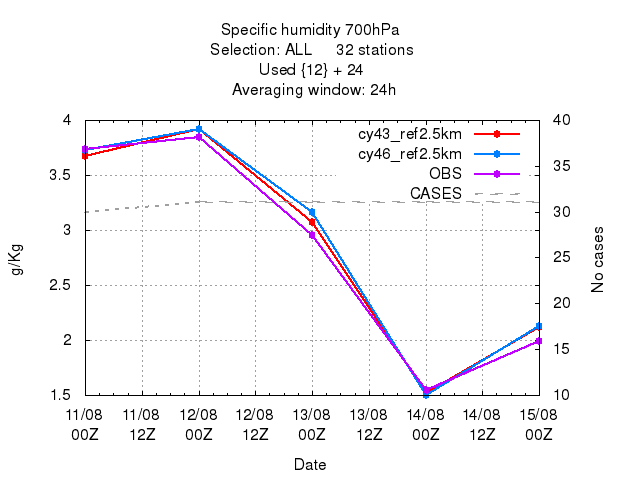 Specific humidity 700hPa
Selection: ALL 32 stations
Used {12} + 24
Averaging window: 24h
4
3.5
3
2.5
2
1.5
g/Kg
40
35
30
25
20
15
10
No cases
cy43_ref2.5km
cy46_ref2.5km
OBS
CASES
11/08 11/08 12/08 12/08 13/08 13/08 14/08 14/08 15/08
00Z 12Z 00Z 12Z 00Z 12Z 00Z 12Z 00Z
Date